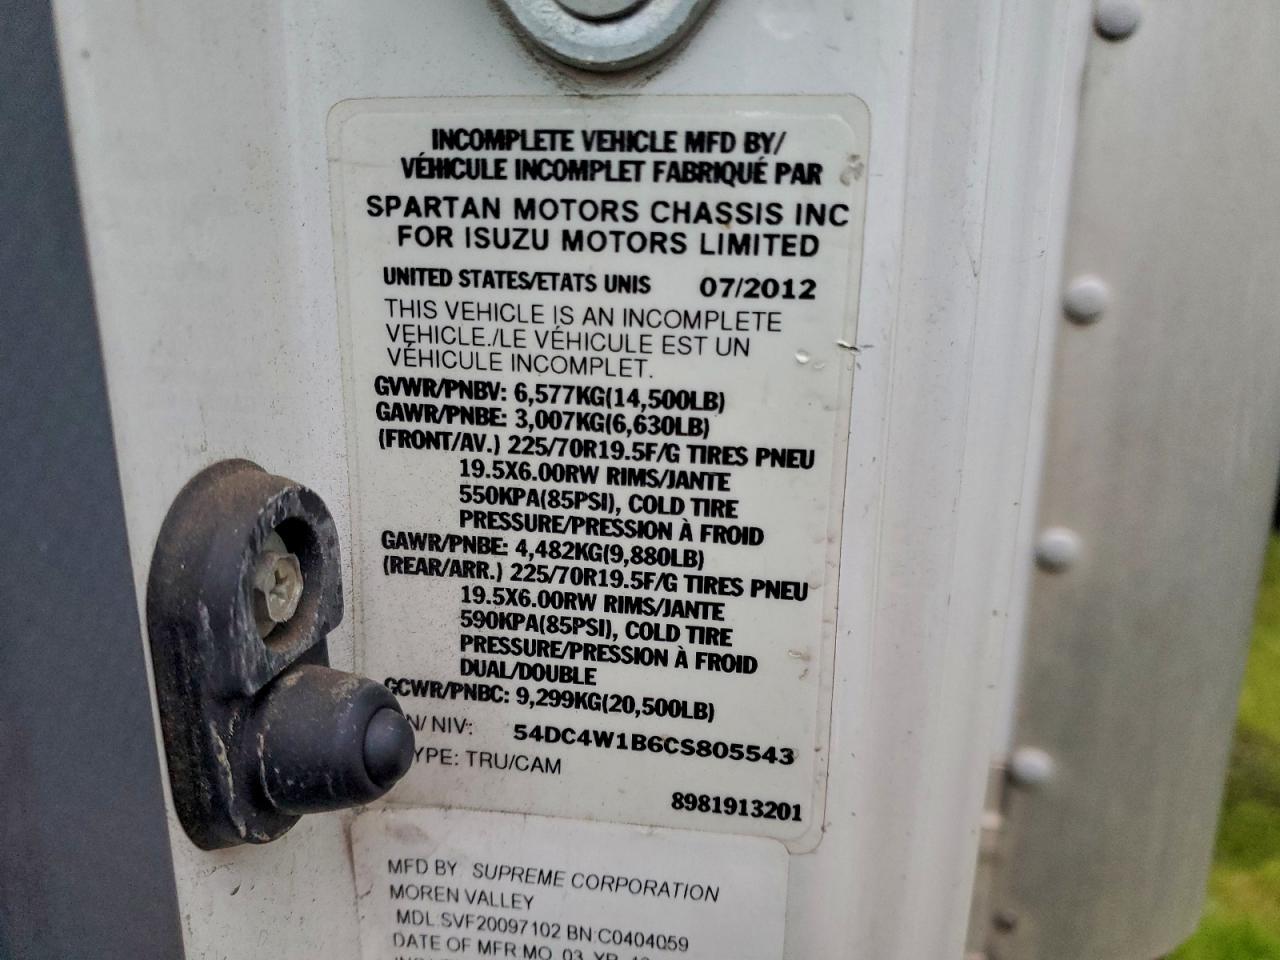 INCOMPLETE VEHICLE MFD BY/
VÉHICULE INCOMPLET FABRIQUÉ PAR
SPARTAN MOTORS CHASSIS INC
FOR ISUZU MOTORS LIMITED
UNITED STATES/ETATS UNIS 07/2012
THIS VEHICLE IS AN INCOMPLETE
VEHICLE./LE VÉHICULE EST UN
VÉHICULE INCOMPLET.
GVWR/PNBV: 6,577KG(14,500LB)
GAWR/PNBE: 3,007KG(6,630LB)
(FRONT/AV.) 225/70R19.5F/G TIRES PNEU
19.5X6.00RW RIMS/JANTE
550KPA(85PSI), COLD TIRE
PRESSURE/PRESSION À FROID
GAWR/PNBE: 4,482KG(9,880LB)
(REAR/ARR.) 225/70R19.5F/G TIRES PNEU
19.5X6.00RW RIMS/JANTE
590KPA(85PSI), COLD TIRE
PRESSURE/PRESSION À FROID
DUAL/DOUBLE
GCWR/PNBC: 9,299KG(20,500LB)
N/ NIV: 54DC4W1B6CS805543
YPE: TRU/CAM
8981913201
MFD BY SUPREME CORPORATION
MOREN VALLEY
MDL:SVF20097102 BN:C0404059
DATE OF MFR:MO. 03 YR